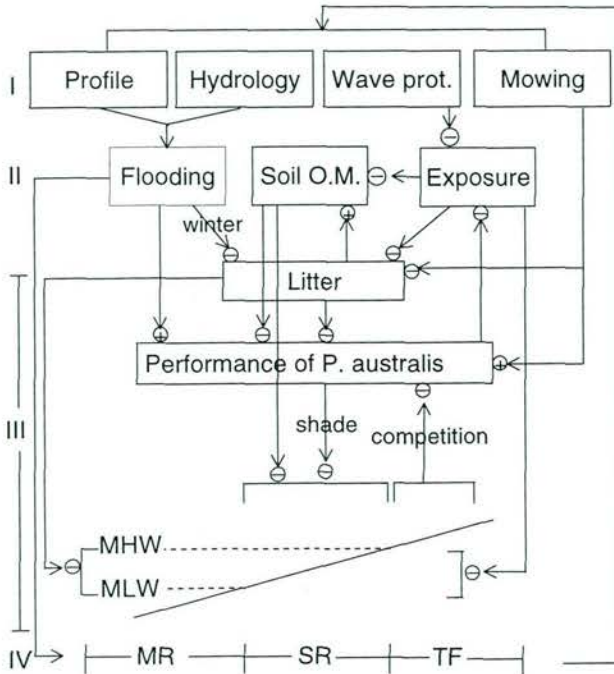 I
Profile
Hydrology
Wave prot.
Mowing
II
Flooding
Soil O.M.
Exposure
winter
Litter
Performance of P. australis
III
shade
competition
MHW
MLW
IV
MR
SR
TF